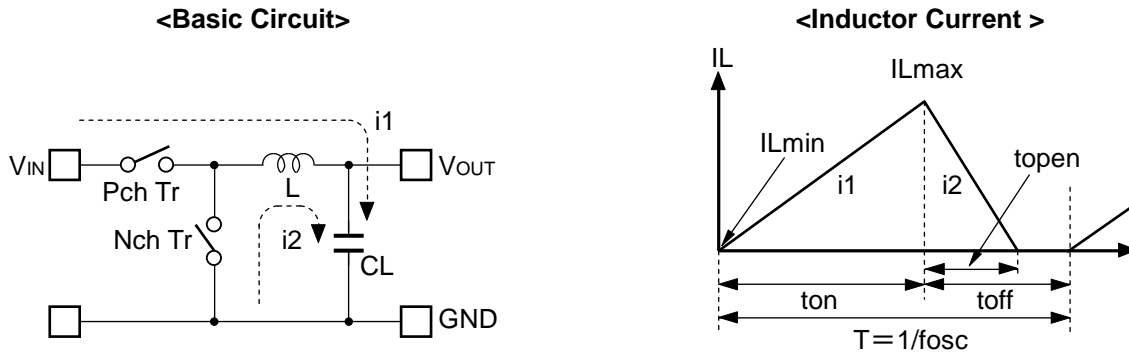 <Basic Circuit>
<Inductor Current >
i1
VIN
Pch Tr
L
VOUT
Nch Tr
i2
CL
GND
IL
ILmax
ILmin
topen
i1
i2
ton
toff
T=1/fosc